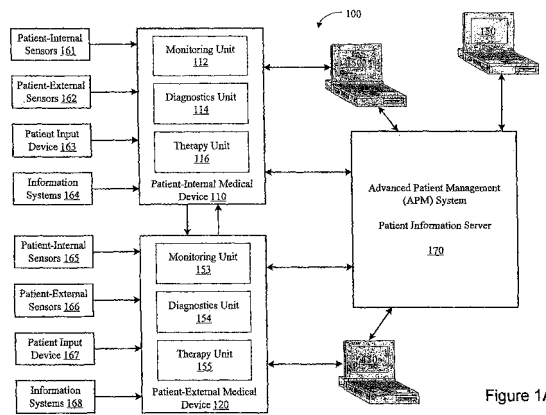 100
Patient-Internal
Sensors 161
Patient-External
Sensors 162
Patient Input
Device 163
Information
Systems 164
Monitoring Unit
112
Diagnostics Unit
114
Therapy Unit
116
Patient-Internal Medical
Device 110
Patient-Internal
Sensors 165
Patient-External
Sensors 166
Patient Input
Device 167
Information
Systems 168
Monitoring Unit
153
Diagnostics Unit
154
Therapy Unit
155
Patient-External Medical
Device 120
130
Advanced Patient Management
(APM) System
Patient Information Server
170
Figure 1A